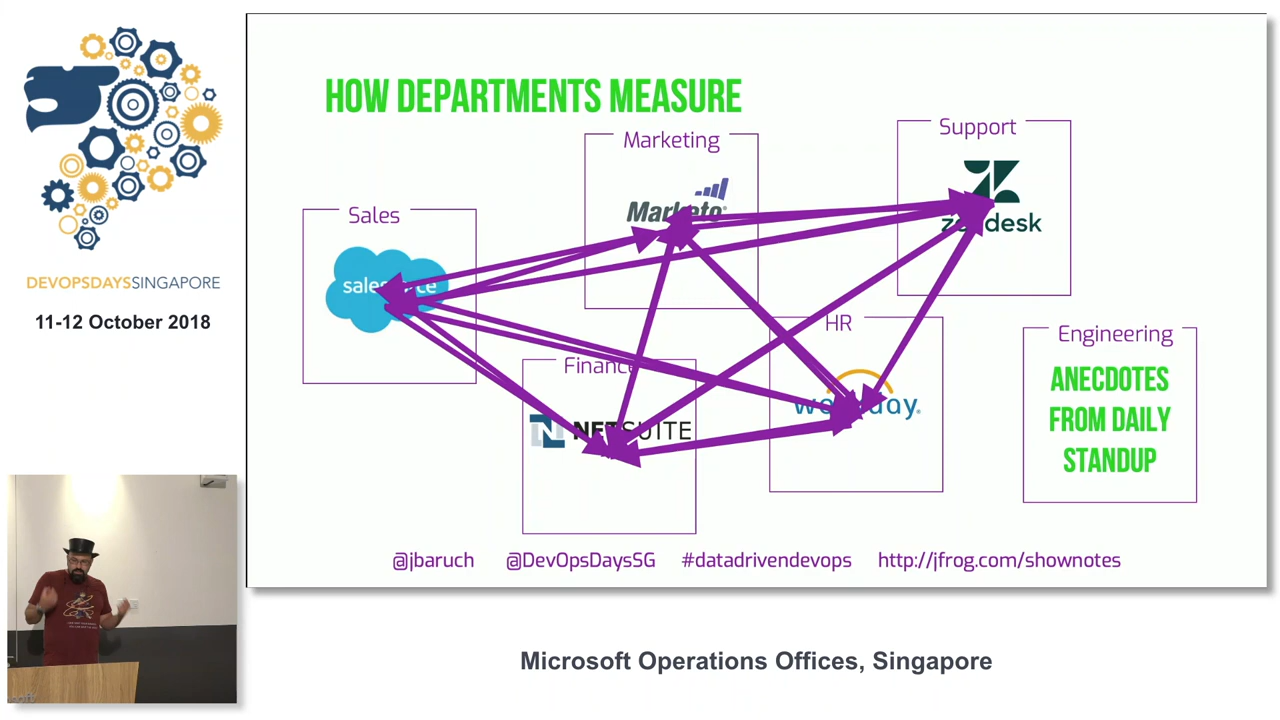 DEVOPSDAYSSINGAPORE
11-12 October 2018
HOW DEPARTMENTS MEASURE
Sales
Marketing
Marketo
Support
zendesk
Finance
NETSUITE
HR
workday.
Engineering
ANECDOTES
FROM DAILY
STANDUP
@jbaruch @DevOpsDaysSG #datadrivendevops http://jfrog.com/shownotes
Microsoft Operations Offices, Singapore